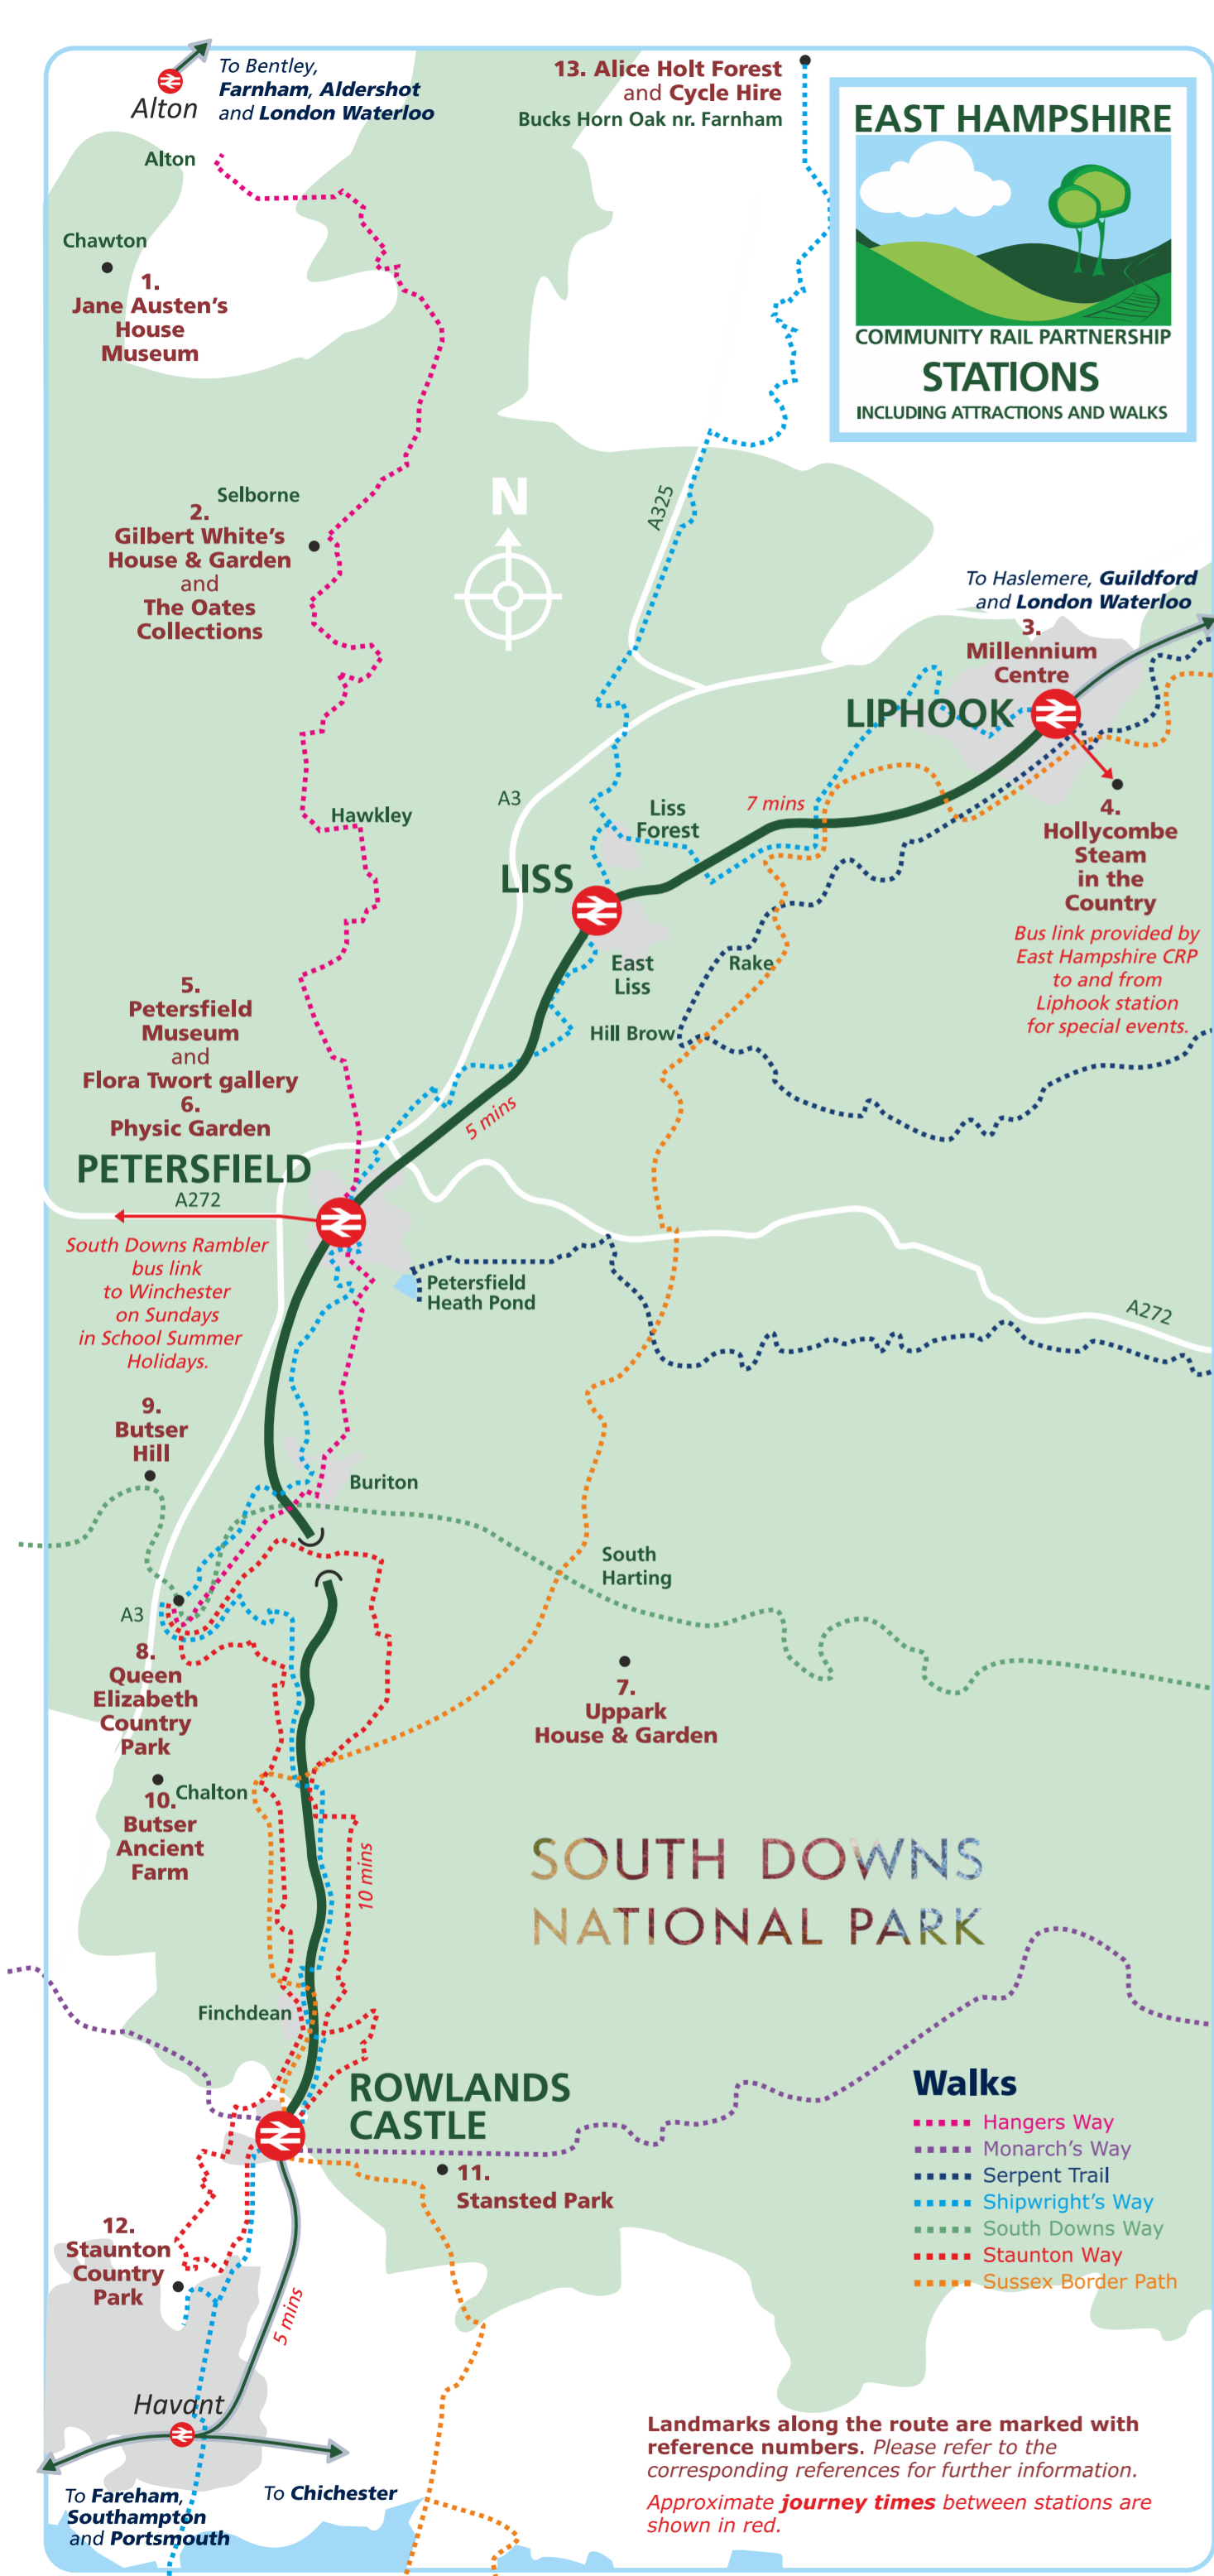 To Bentley,
Farnham, Aldershot
and London Waterloo
Alton
Alton
13. Alice Holt Forest
and Cycle Hire
Bucks Horn Oak nr. Farnham
EAST HAMPSHIRE
COMMUNITY RAIL PARTNERSHIP
STATIONS
INCLUDING ATTRACTIONS AND WALKS
Chawton
1.
Jane Austen's
House
Museum
Selborne
2.
Gilbert White's
House & Garden
and
The Oates
Collections
N
A325
To Haslemere, Guildford
and London Waterloo
3.
Millennium
Centre
LIPHOOK
Hawkley
A3
Liss
Forest
7 mins
4.
Hollycombe
Steam
in the
Country
Bus link provided by
East Hampshire CRP
to and from
Liphook station
for special events.
LISS
East
Liss
Rake
Hill Brow
5.
Petersfield
Museum
and
Flora Twort gallery
6.
Physic Garden
5 mins
PETERSFIELD
A272
South Downs Rambler
bus link
to Winchester
on Sundays
in School Summer
Holidays.
Petersfield
Heath Pond
A272
9.
Butser
Hill
Buriton
South
Harting
A3
8.
Queen
Elizabeth
Country
Park
7.
Uppark
House & Garden
Chalton
10.
Butser
Ancient
Farm
10 mins
SOUTH DOWNS
NATIONAL PARK
Finchdean
ROWLANDS
CASTLE
11.
Stansted Park
Walks
Hangers Way
Monarch's Way
Serpent Trail
Shipwright's Way
South Downs Way
Staunton Way
Sussex Border Path
12.
Staunton
Country
Park
5 mins
Havant
To Fareham,
Southampton
and Portsmouth
To Chichester
Landmarks along the route are marked with
reference numbers. Please refer to the
corresponding references for further information.
Approximate journey times between stations are
shown in red.